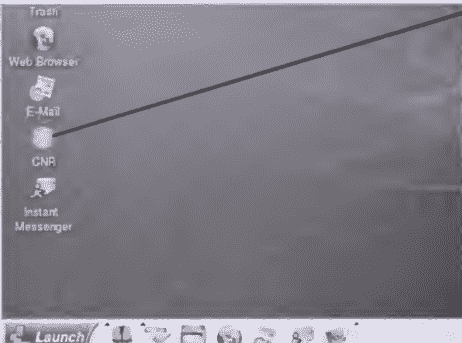 Trash
Web Browser
E-Mail
CNR
Instant
Messenger
Launch